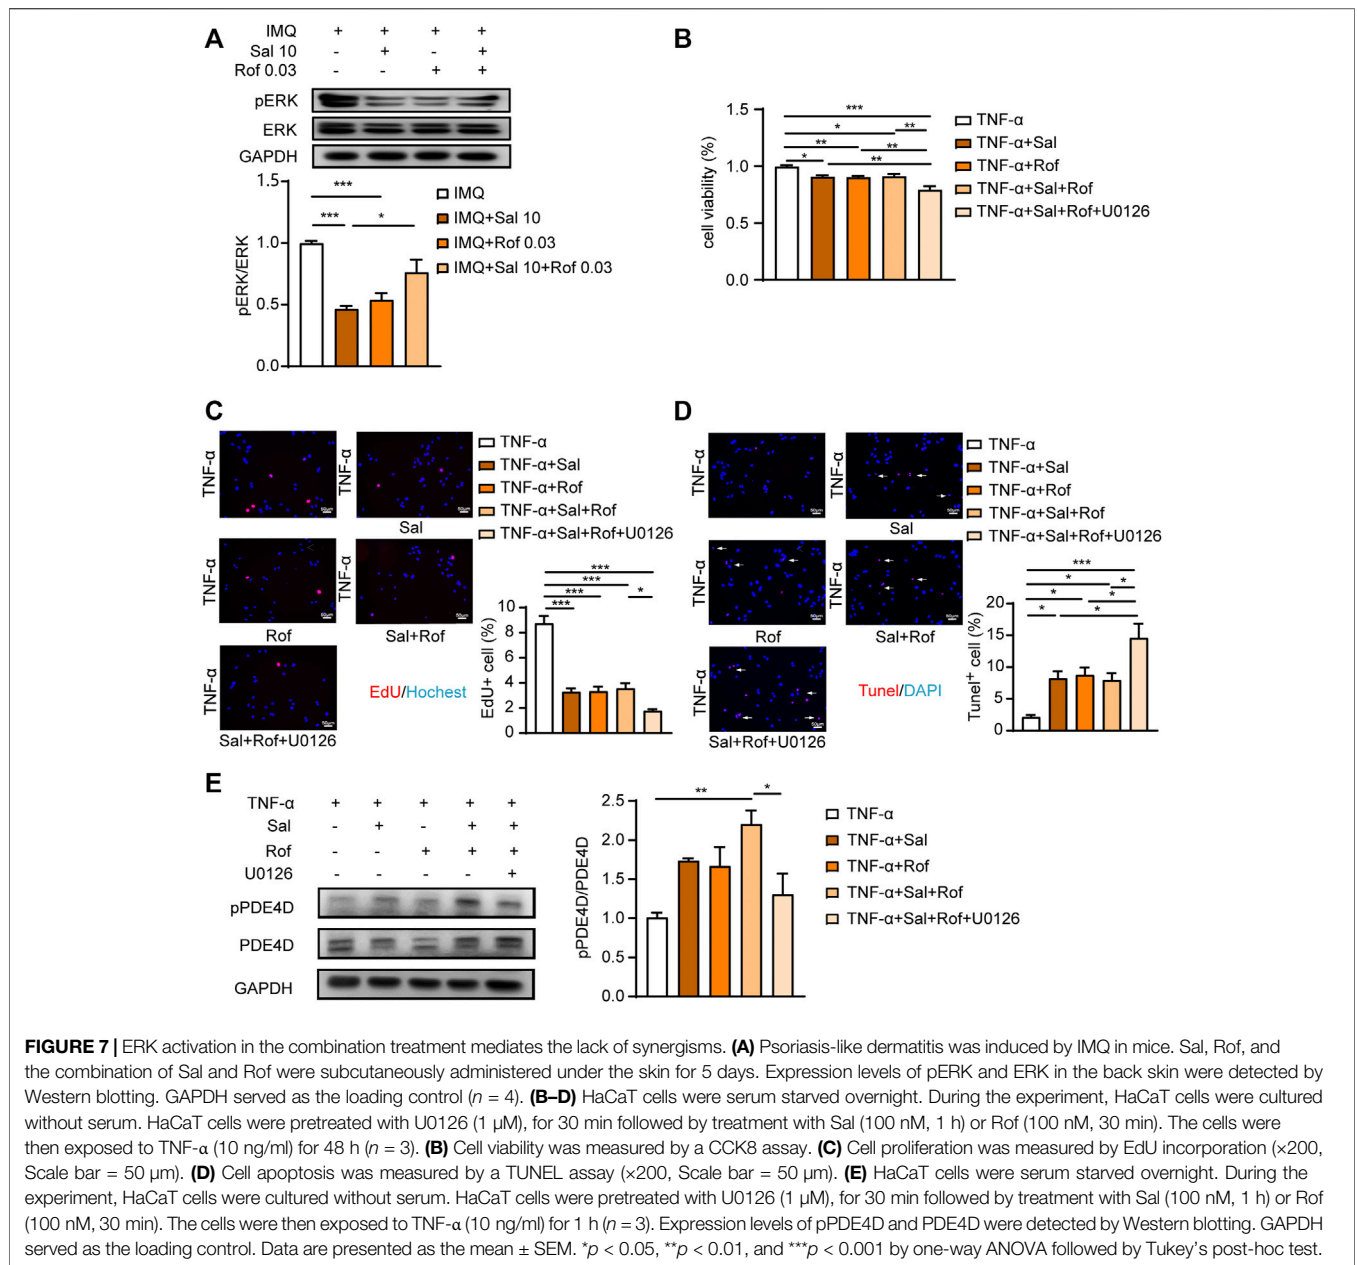 A
IMQ + + + +
Sal 10 - + - +
Rof 0.03 - - + +
pERK
ERK
GAPDH
1.5
1.0
0.5
0.0
pERK/ERK
***
*** *
IMQ
IMQ+Sal 10
IMQ+Rof 0.03
IMQ+Sal 10+Rof 0.03
B
1.5
1.0
0.5
0.0
cell viability (%)
***
* **
** **
* **
TNF-α
TNF-α+Sal
TNF-α+Rof
TNF-α+Sal+Rof
TNF-α+Sal+Rof+U0126
C
TNF-α
50μm
TNF-α
50μm
Sal
TNF-α
50μm
Rof
TNF-α
50μm
Sal+Rof
TNF-α
50μm
Sal+Rof+U0126
EdU/Hochest
TNF-α
TNF-α+Sal
TNF-α+Rof
TNF-α+Sal+Rof
TNF-α+Sal+Rof+U0126
10
8
6
4
2
0
EdU+ cell (%)
***
***
*** *
***
D
TNF-α
50μm
TNF-α
50μm
Sal
TNF-α
50μm
Rof
TNF-α
50μm
Sal+Rof
TNF-α
50μm
Sal+Rof+U0126
Tunel/DAPI
TNF-α
TNF-α+Sal
TNF-α+Rof
TNF-α+Sal+Rof
TNF-α+Sal+Rof+U0126
20
15
10
5
0
Tunel+ cell (%)
***
* *
* *
* *
E
TNF-α + + + + +
Sal - + - + +
Rof - - + + +
U0126 - - - - +
pPDE4D
PDE4D
GAPDH
2.5
2.0
1.5
1.0
0.5
0.0
pPDE4D/PDE4D
** *
TNF-α
TNF-α+Sal
TNF-α+Rof
TNF-α+Sal+Rof
TNF-α+Sal+Rof+U0126
FIGURE 7 | ERK activation in the combination treatment mediates the lack of synergisms. (A) Psoriasis-like dermatitis was induced by IMQ in mice. Sal, Rof, and
the combination of Sal and Rof were subcutaneously administered under the skin for 5 days. Expression levels of pERK and ERK in the back skin were detected by
Western blotting. GAPDH served as the loading control (n = 4). (B–D) HaCaT cells were serum starved overnight. During the experiment, HaCaT cells were cultured
without serum. HaCaT cells were pretreated with U0126 (1 μM), for 30 min followed by treatment with Sal (100 nM, 1 h) or Rof (100 nM, 30 min). The cells were
then exposed to TNF-α (10 ng/ml) for 48 h (n = 3). (B) Cell viability was measured by a CCK8 assay. (C) Cell proliferation was measured by EdU incorporation (×200,
Scale bar = 50 μm). (D) Cell apoptosis was measured by a TUNEL assay (×200, Scale bar = 50 μm). (E) HaCaT cells were serum starved overnight. During the
experiment, HaCaT cells were cultured without serum. HaCaT cells were pretreated with U0126 (1 μM), for 30 min followed by treatment with Sal (100 nM, 1 h) or Rof
(100 nM, 30 min). The cells were then exposed to TNF-α (10 ng/ml) for 1 h (n = 3). Expression levels of pPDE4D and PDE4D were detected by Western blotting. GAPDH
served as the loading control. Data are presented as the mean ± SEM. *p < 0.05, **p < 0.01, and ***p < 0.001 by one-way ANOVA followed by Tukey's post-hoc test.